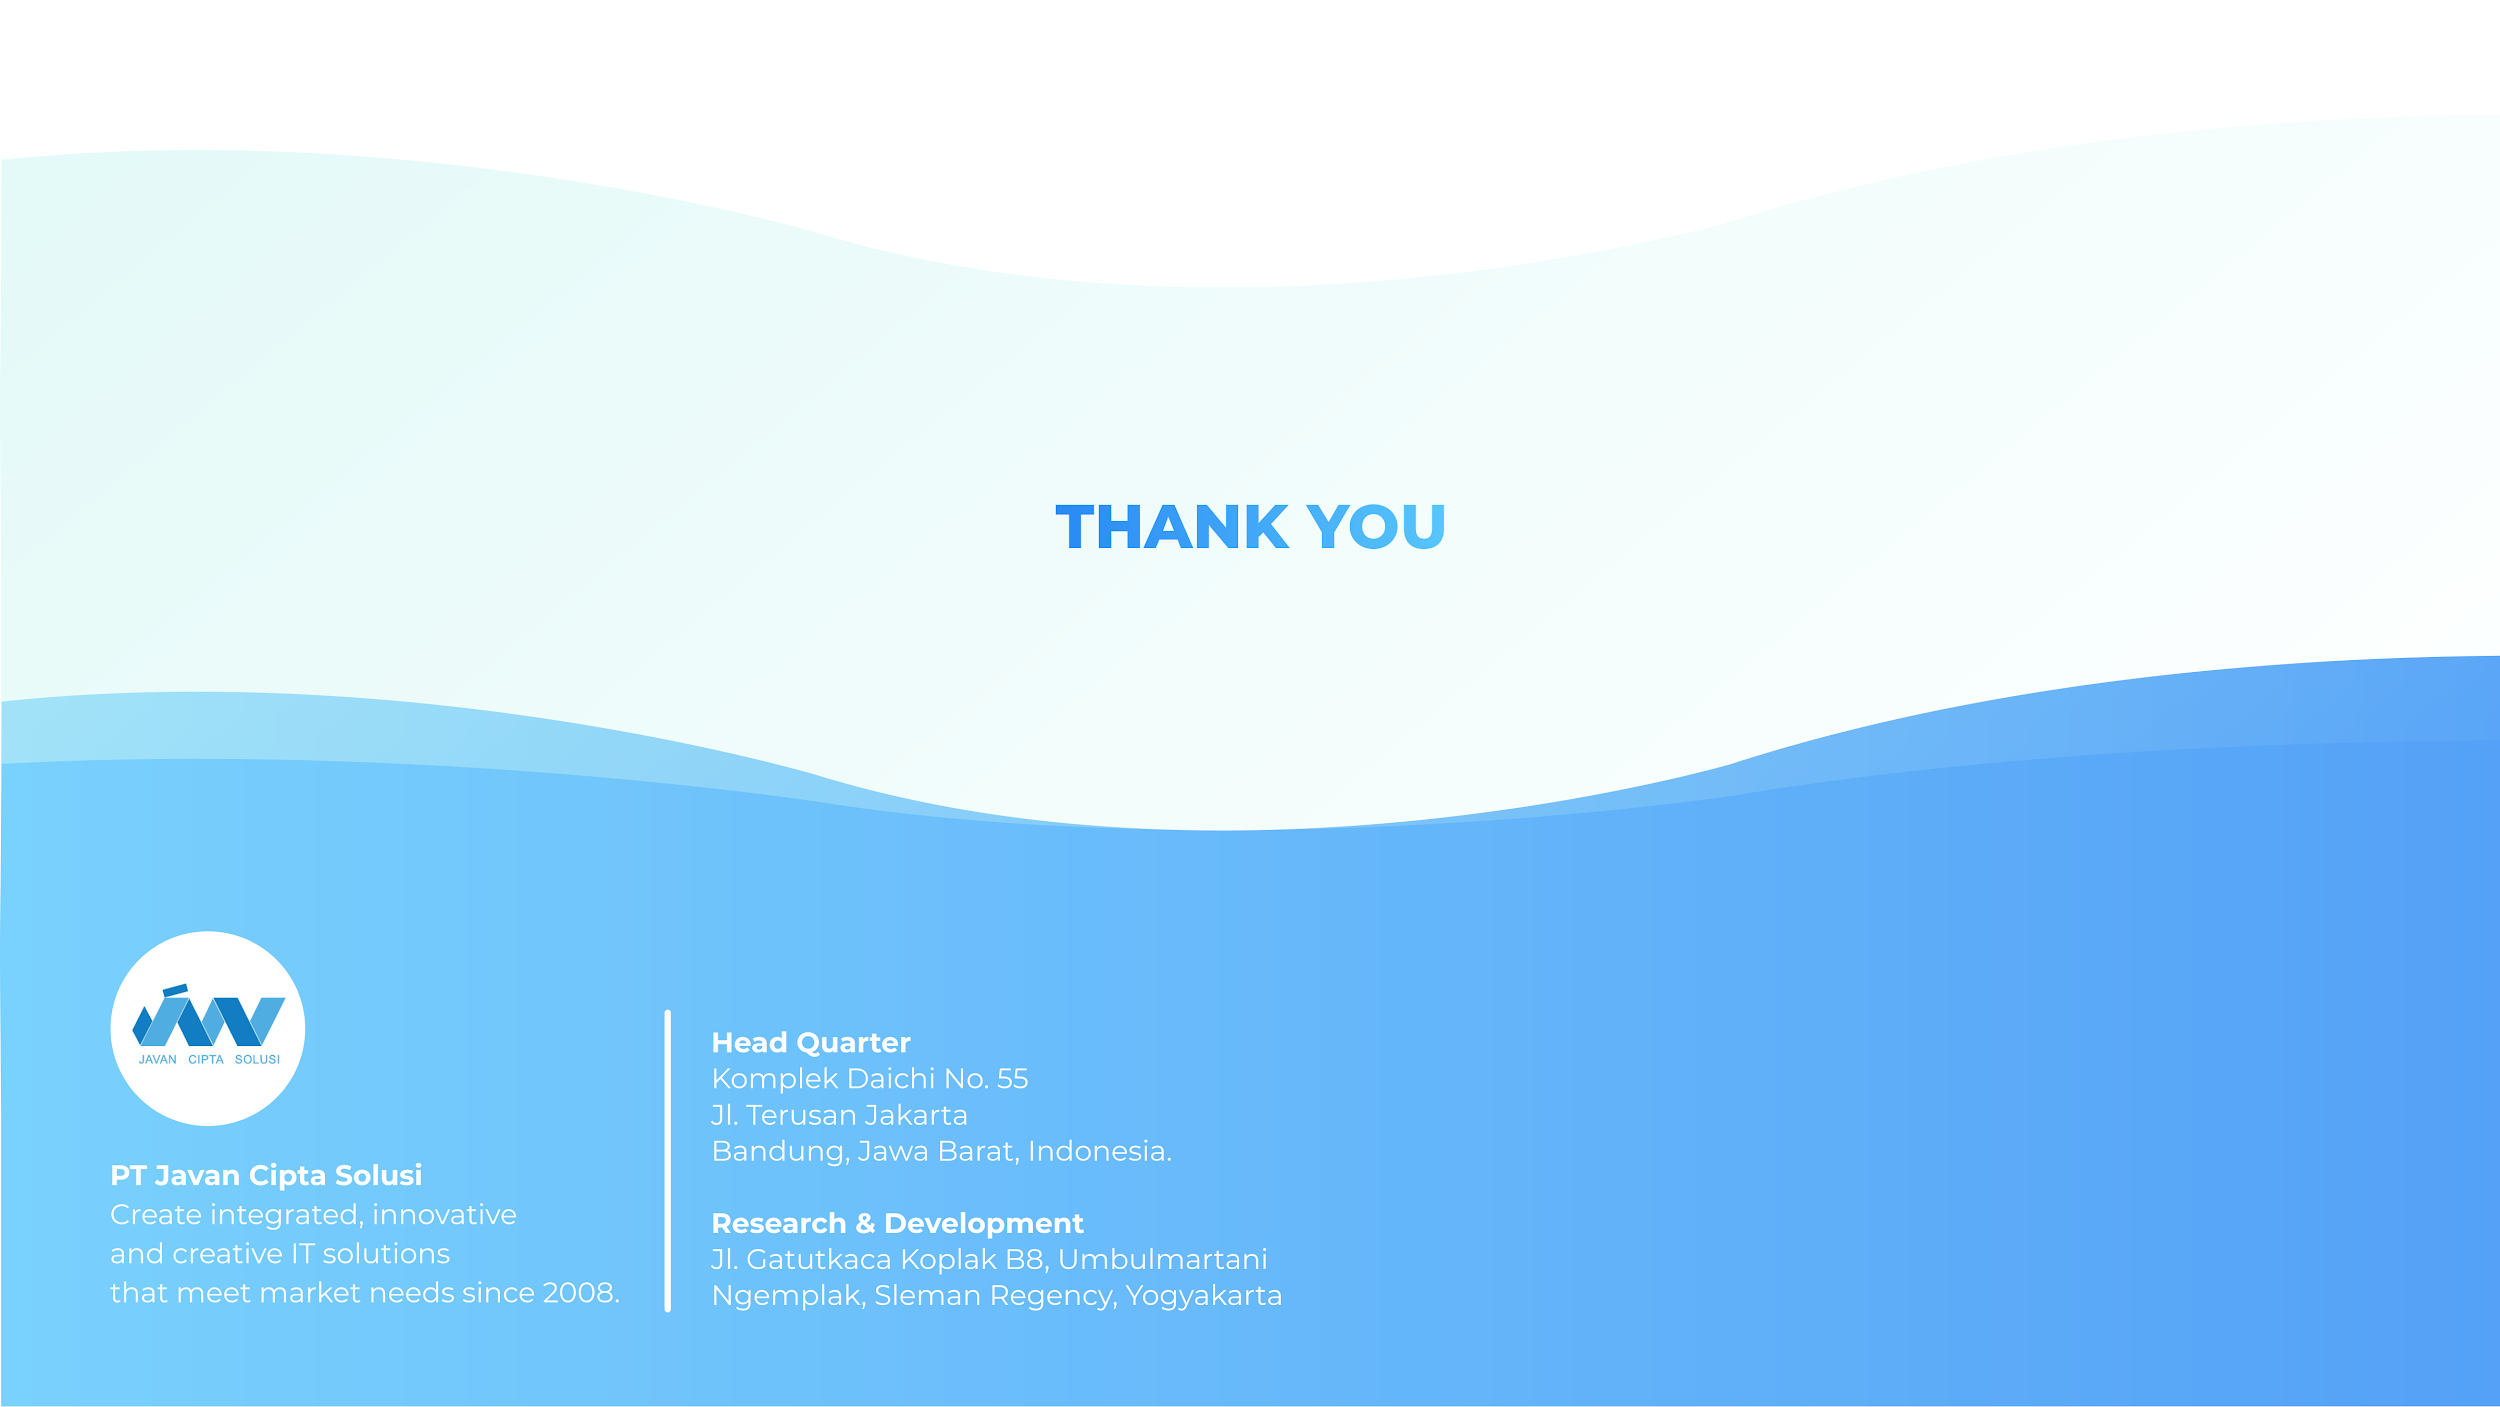 THANK YOU
JAVAN CIPTA SOLUSI
PT Javan Cipta Solusi
Create integrated, innovative
and creative IT solutions
that meet market needs since 2008.
Head Quarter
Komplek Daichi No. 55
Jl. Terusan Jakarta
Bandung, Jawa Barat, Indonesia.
Research & Development
Jl. Gatutkaca Koplak B8, Umbulmartani
Ngemplak, Sleman Regency, Yogyakarta